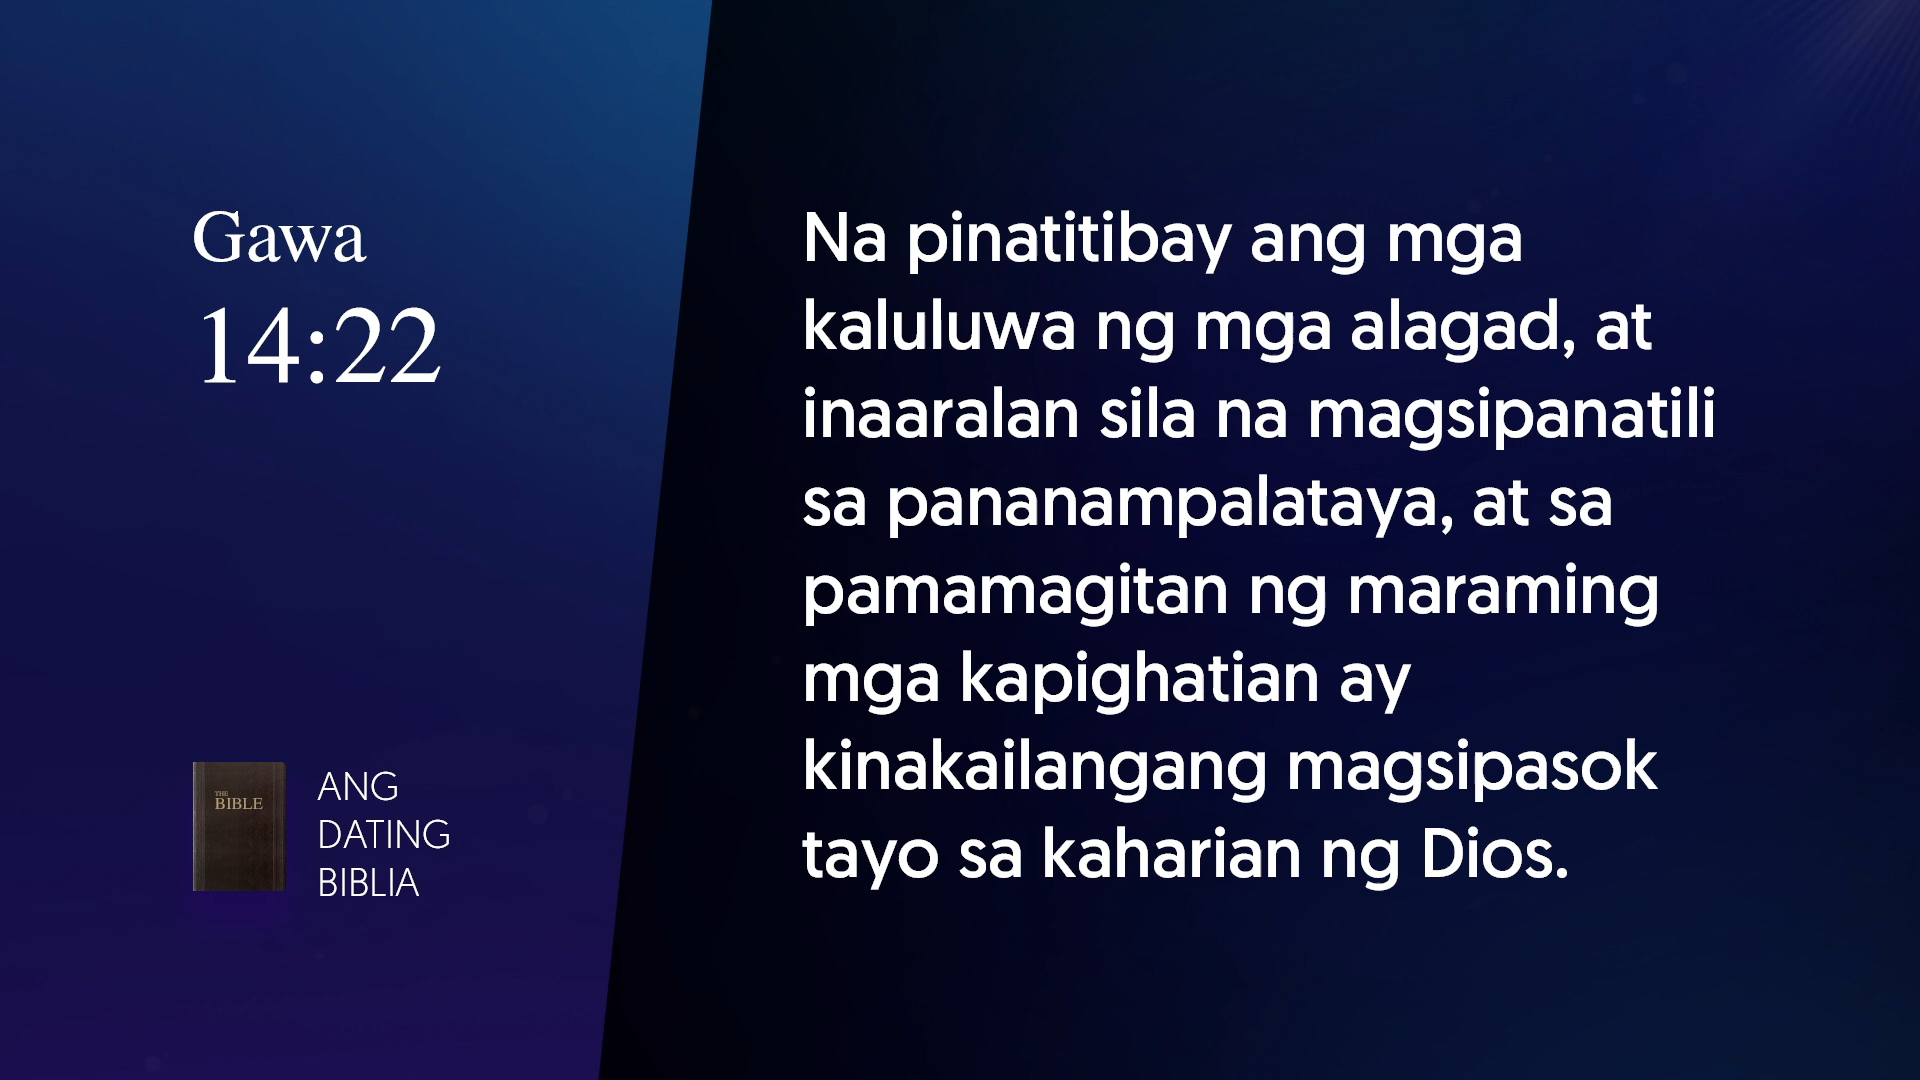 Gawa
14:22
THE
BIBLE
ANG
DATING
BIBLIA
Na pinatitibay ang mga
kaluluwa ng mga alagad, at
inaaralan sila na magsipanatili
sa pananampalataya, at sa
pamamagitan ng maraming
mga kapighatian ay
kinakailangang magsipasok
tayo sa kaharian ng Dios.